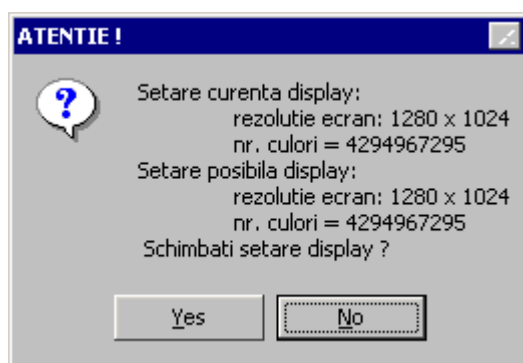 ATENTIE !
Setare curenta display:
rezolutie ecran: 1280 x 1024
nr. culori = 4294967295
Setare posibila display:
rezolutie ecran: 1280 x 1024
nr. culori = 4294967295
Schimbati setare display ?
Yes
No